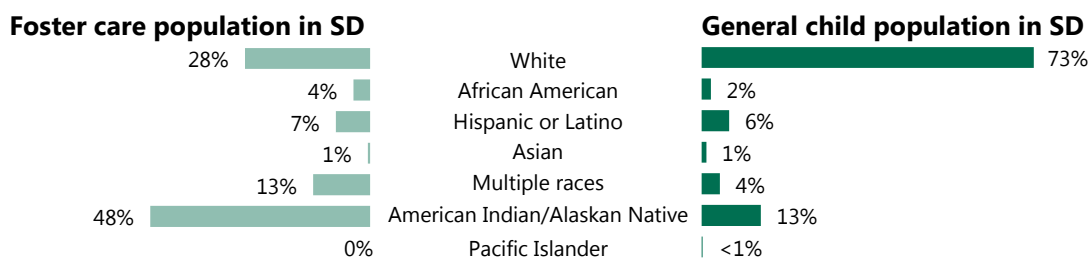 Foster care population in SD General child population in SD
28% White 73%
4% African American 2%
7% Hispanic or Latino 6%
1% Asian 1%
13% Multiple races 4%
48% American Indian/Alaskan Native 13%
0% Pacific Islander <1%